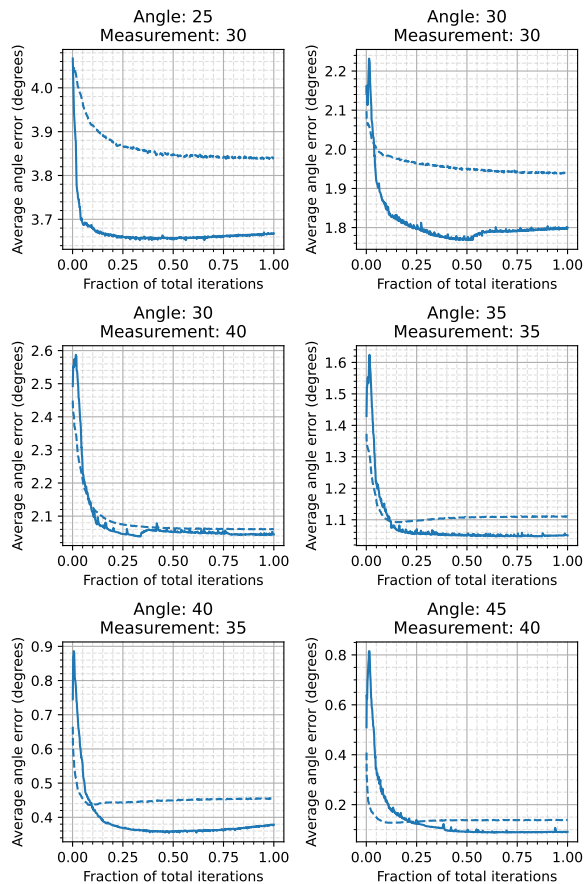 Angle: 25
Measurement: 30
Average angle error (degrees)
4.0
3.9
3.8
3.7
0.00 0.25 0.50 0.75 1.00
Fraction of total iterations
Angle: 30
Measurement: 30
Average angle error (degrees)
2.2
2.1
2.0
1.9
1.8
0.00 0.25 0.50 0.75 1.00
Fraction of total iterations
Angle: 30
Measurement: 40
Average angle error (degrees)
2.6
2.5
2.4
2.3
2.2
2.1
0.00 0.25 0.50 0.75 1.00
Fraction of total iterations
Angle: 35
Measurement: 35
Average angle error (degrees)
1.6
1.5
1.4
1.3
1.2
1.1
0.00 0.25 0.50 0.75 1.00
Fraction of total iterations
Angle: 40
Measurement: 35
Average angle error (degrees)
0.9
0.8
0.7
0.6
0.5
0.4
0.00 0.25 0.50 0.75 1.00
Fraction of total iterations
Angle: 45
Measurement: 40
Average angle error (degrees)
0.8
0.6
0.4
0.2
0.00 0.25 0.50 0.75 1.00
Fraction of total iterations